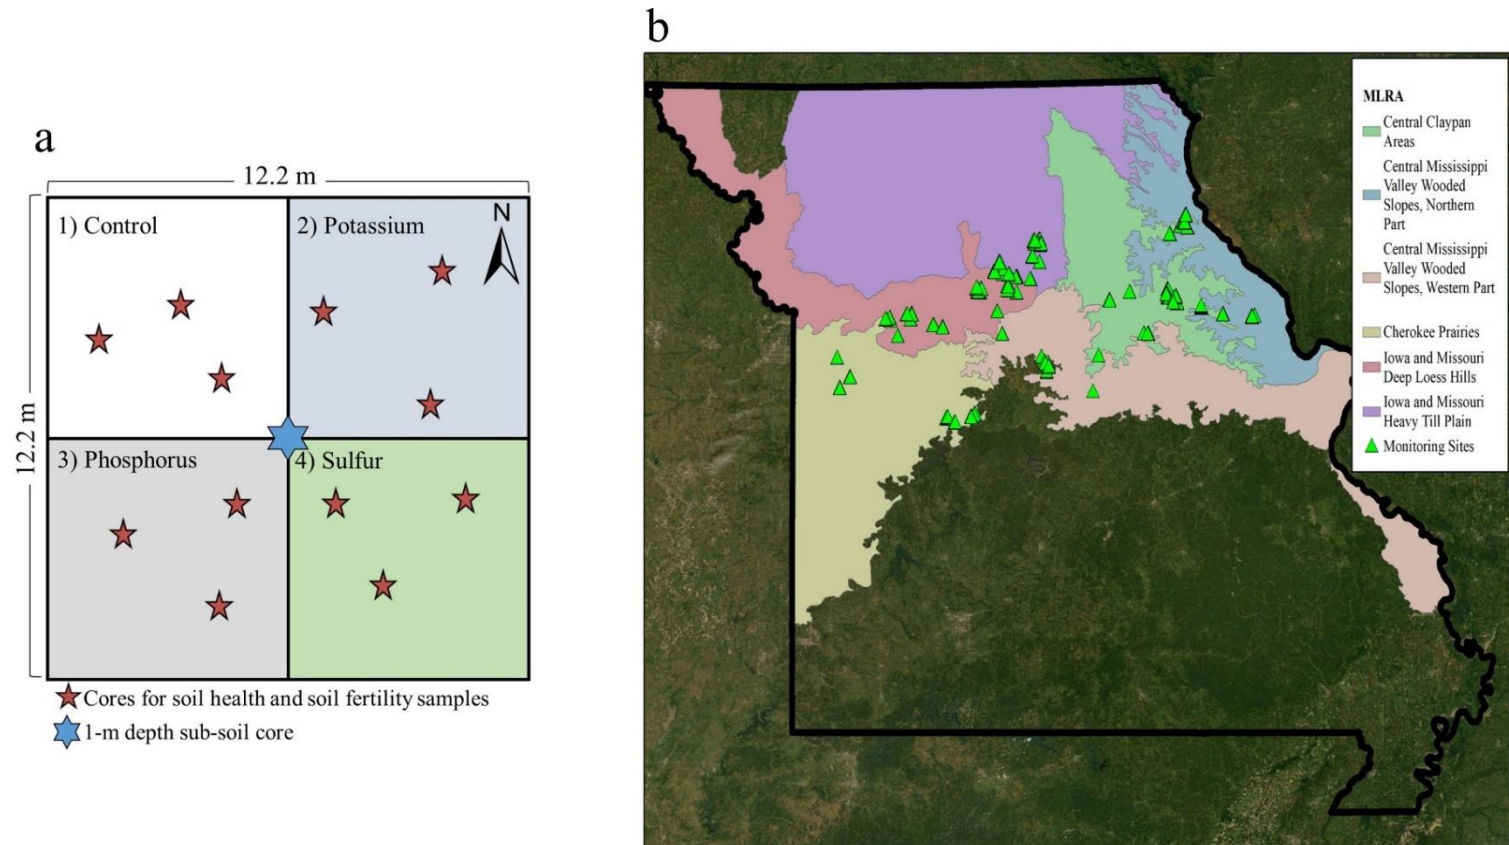 a
12.2 m
12.2 m
1) Control
2) Potassium
N
3) Phosphorus
4) Sulfur
Cores for soil health and soil fertility samples
1-m depth sub-soil core
b
MLRA
Central Claypan
Areas
Central Mississippi
Valley Wooded
Slopes, Northern
Part
Central Mississippi
Valley Wooded
Slopes, Western Part
Cherokee Prairies
Iowa and Missouri
Deep Loess Hills
Iowa and Missouri
Heavy Till Plain
Monitoring Sites